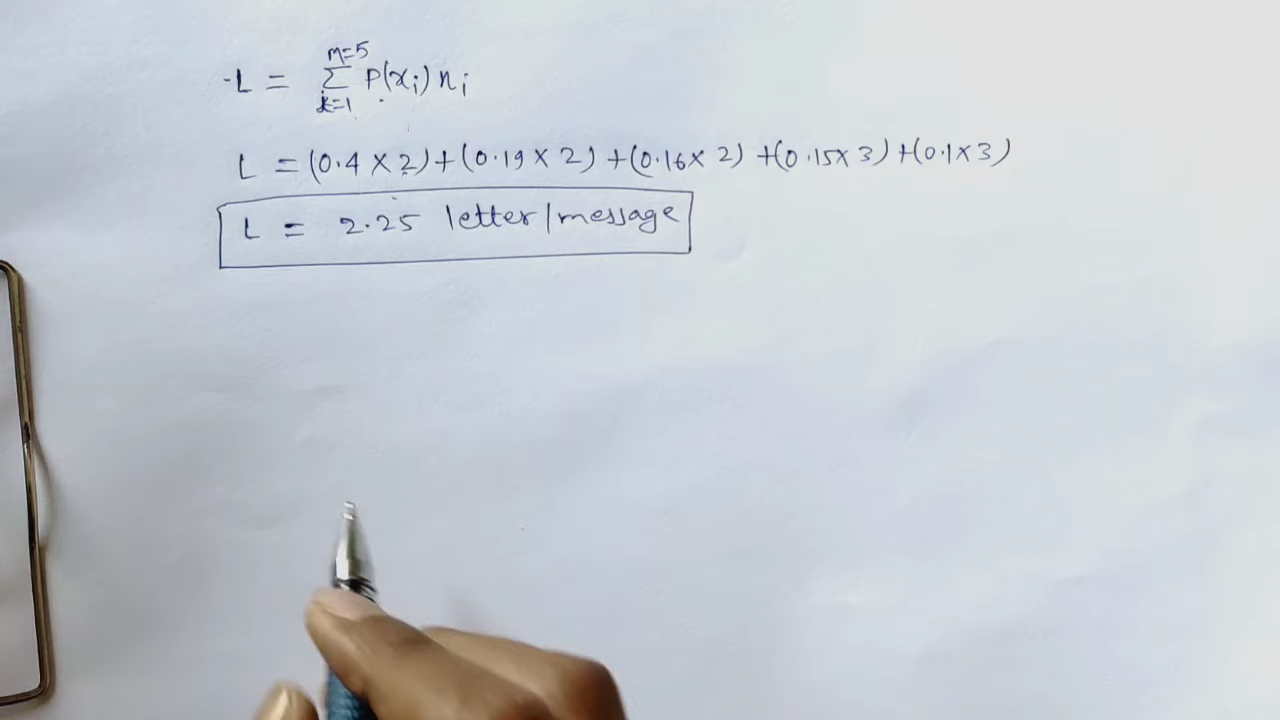 L = \sum_{k=1}^{m=5} P(x_i) n_i
L = (0.4 × 2) + (0.19 × 2) + (0.16 × 2) + (0.15 × 3) + (0.1 × 3)
L = 2.25 letter/message